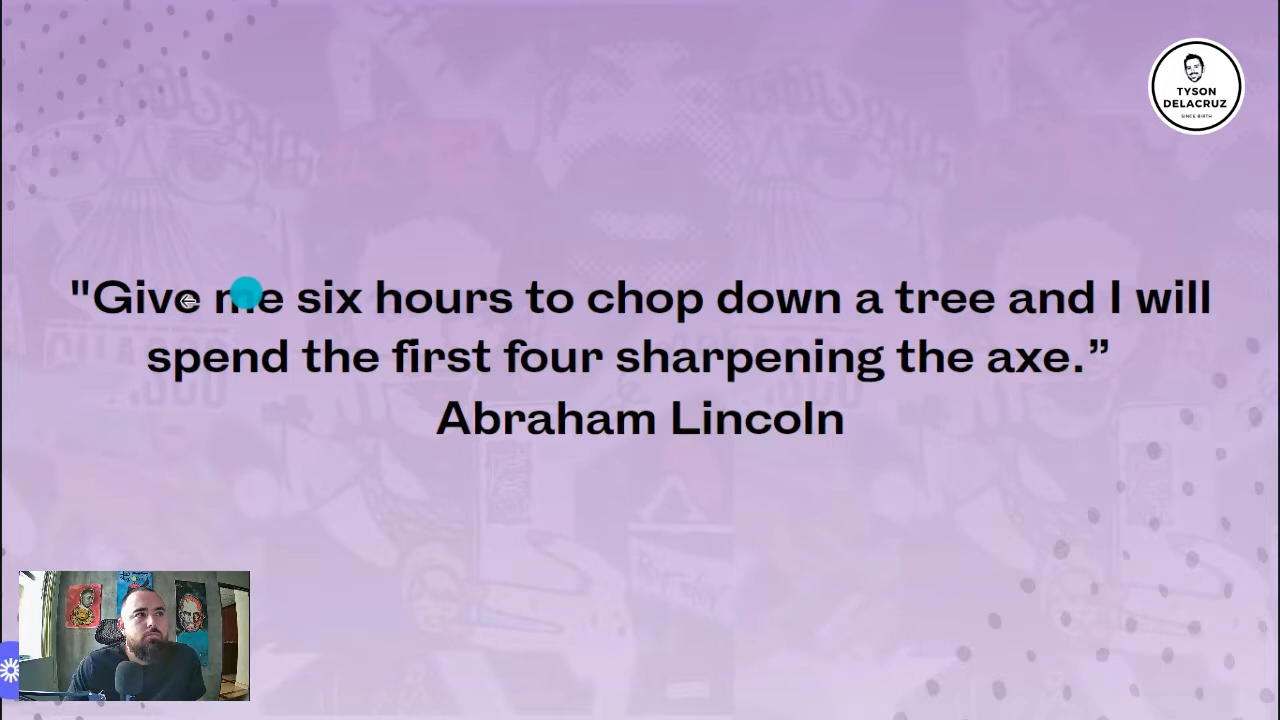 TYSON
DELACRUZ
SINCE BIRTH
"Give me six hours to chop down a tree and I will
spend the first four sharpening the axe.”
Abraham Lincoln